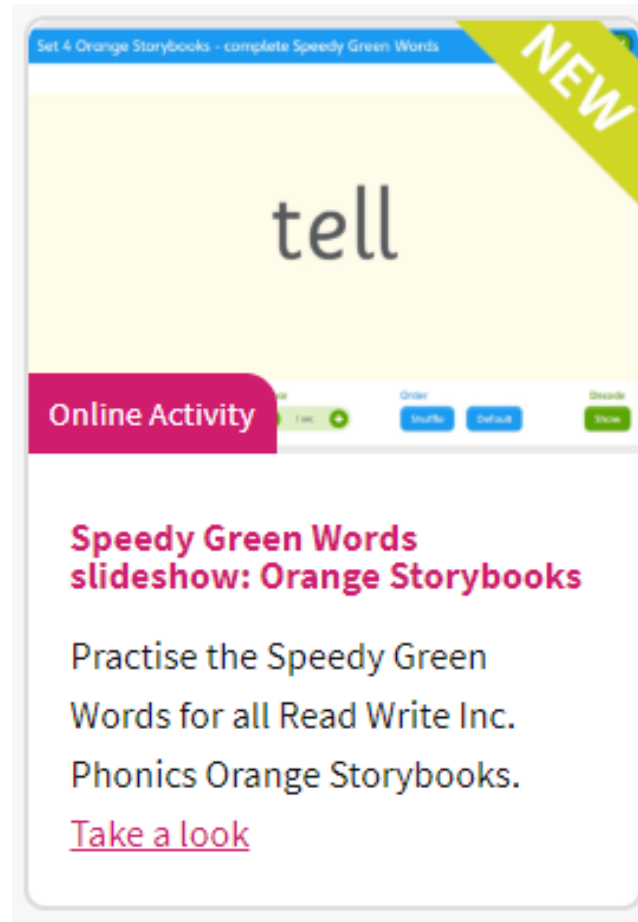 Set 4 Orange Storybooks - complete Speedy Green Words
NEW
tell
Order
Decode
Online Activity
1 sec
Shuffle
Default
Show
Speedy Green Words
slideshow: Orange Storybooks
Practise the Speedy Green
Words for all Read Write Inc.
Phonics Orange Storybooks.
Take a look